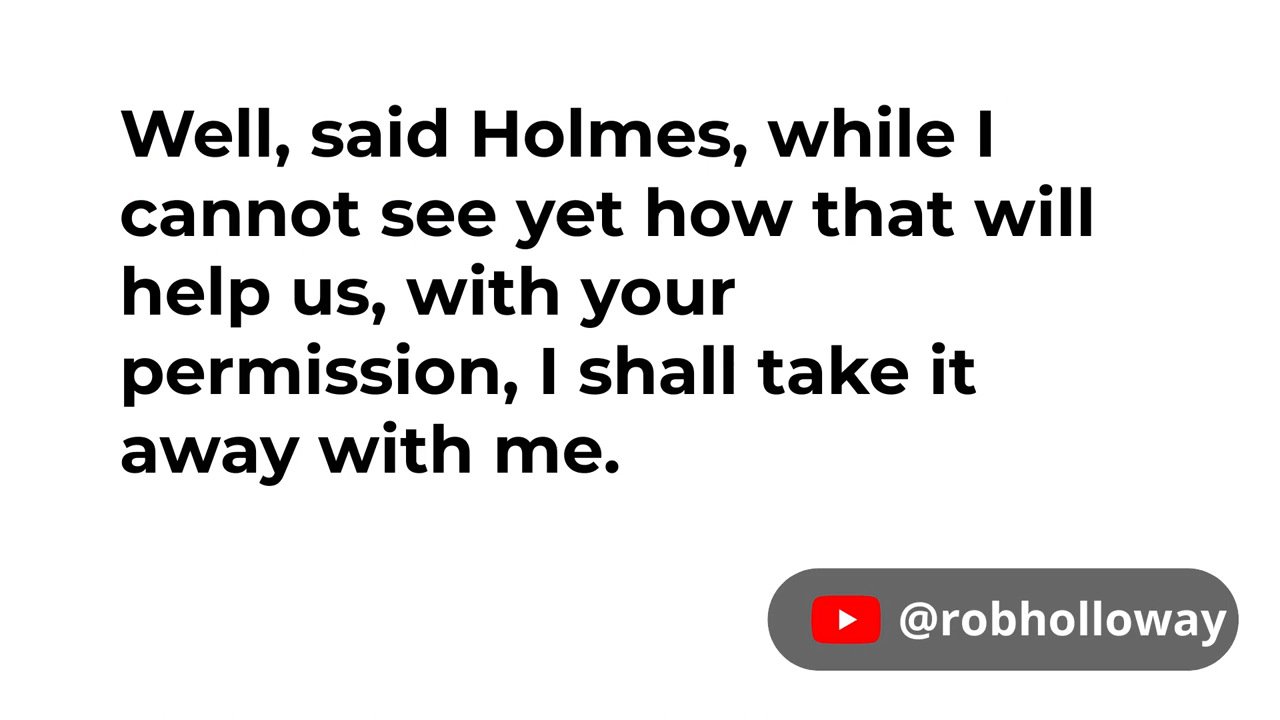 Well, said Holmes, while I
cannot see yet how that will
help us, with your
permission, I shall take it
away with me.
@robholloway